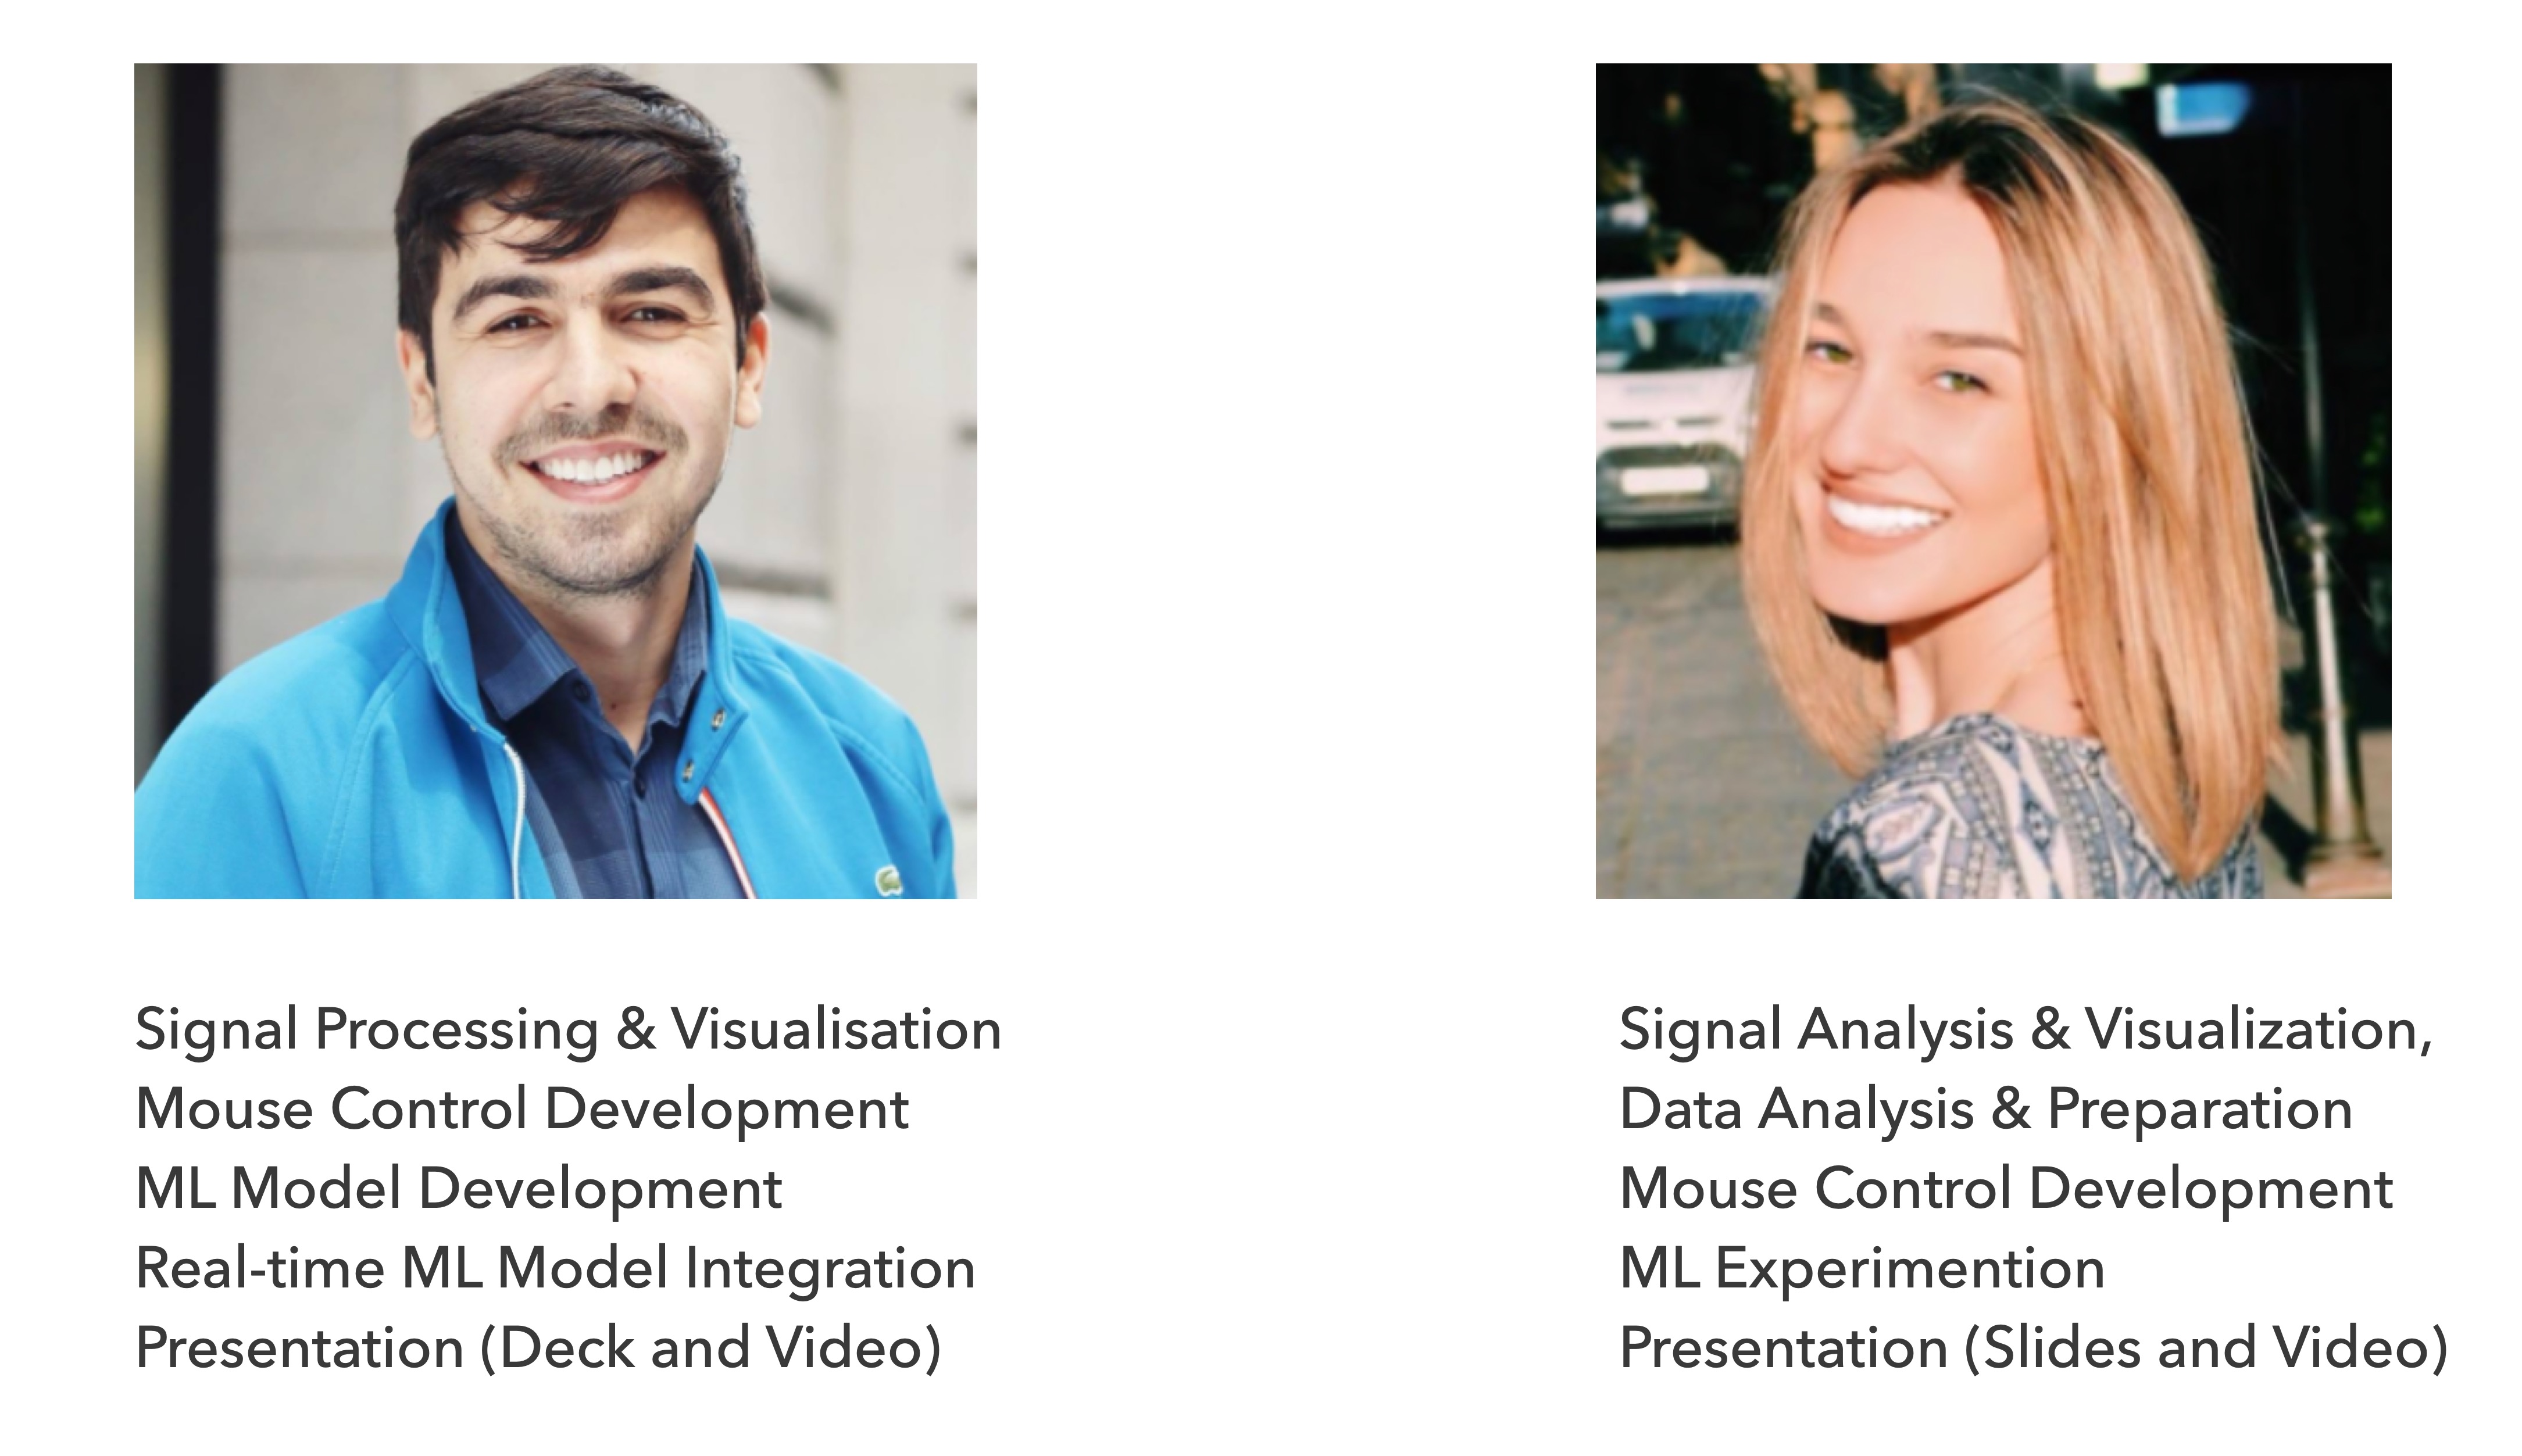 Signal Processing & Visualisation
Mouse Control Development
ML Model Development
Real-time ML Model Integration
Presentation (Deck and Video)
Signal Analysis & Visualization,
Data Analysis & Preparation
Mouse Control Development
ML Experimention
Presentation (Slides and Video)